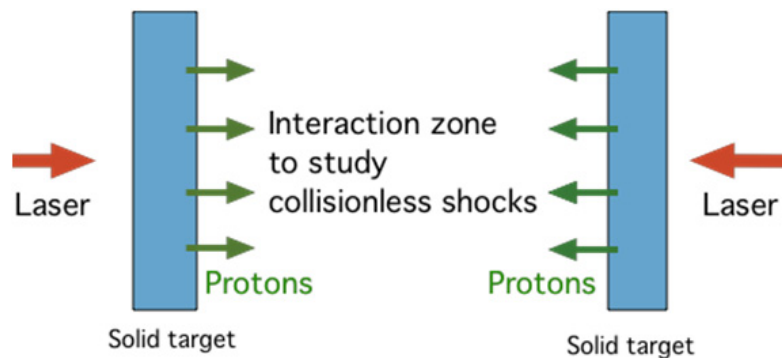 Interaction zone
to study
collisionless shocks
Laser
Laser
Protons
Protons
Solid target
Solid target